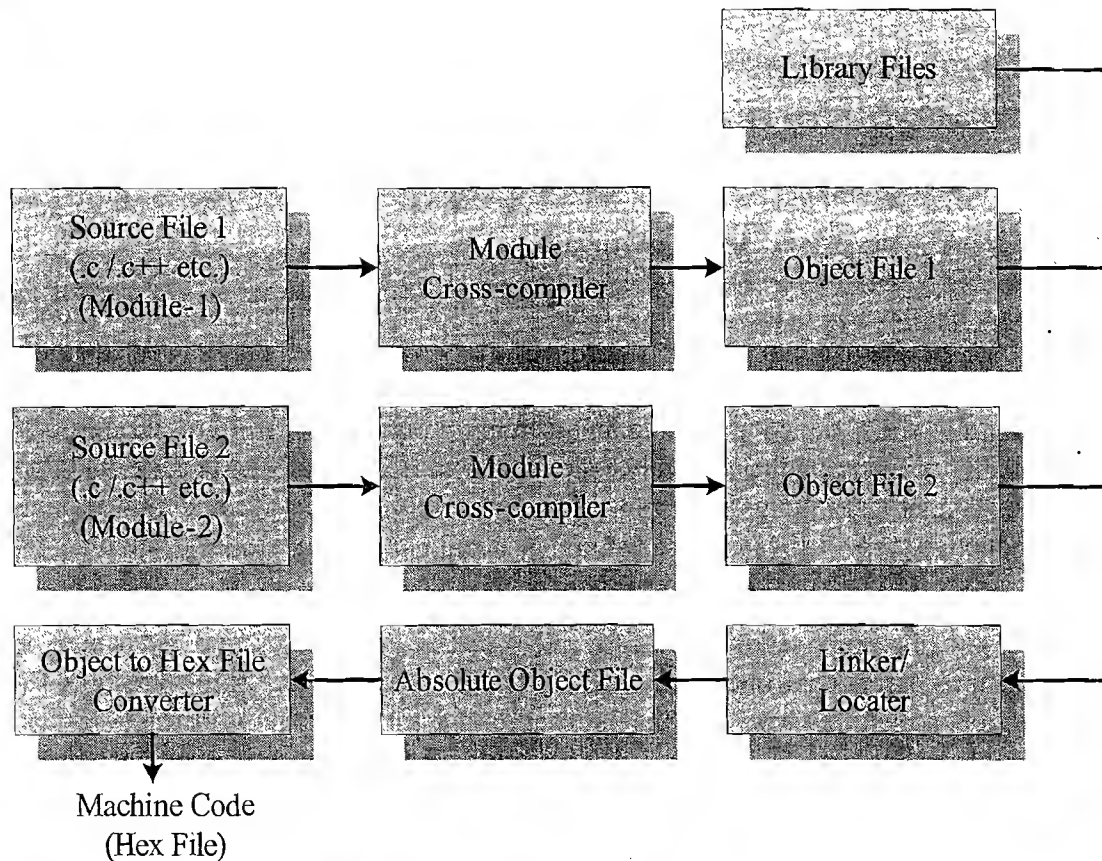 Library Files
Source File 1
(.c /.c++ etc.)
(Module-1)
Module
Cross-compiler
Object File 1
Source File 2
(.c /.c++ etc.)
(Module-2)
Module
Cross-compiler
Object File 2
Object to Hex File
Converter
Absolute Object File
Linker/
Locater
Machine Code
(Hex File)